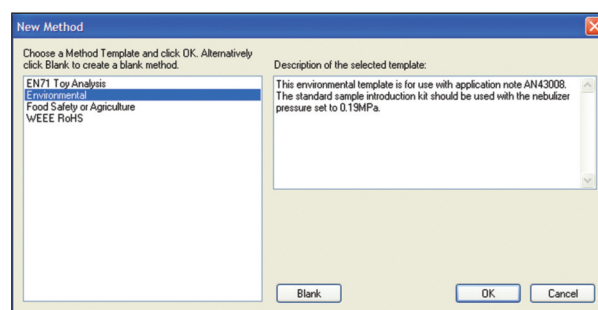 New Method
Choose a Method Template and click OK. Alternatively
click Blank to create a blank method.
EN71 Toy Analysis
Environmental
Food Safety or Agriculture
WEEE RoHS
Description of the selected template:
This environmental template is for use with application note AN43008.
The standard sample introduction kit should be used with the nebulizer
pressure set to 0.19MPa.
Blank
OK
Cancel